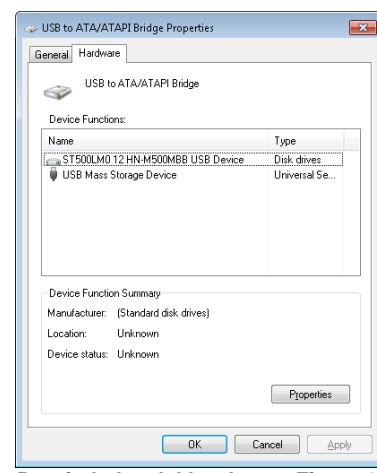 USB to ATA/ATAPI Bridge Properties
General Hardware
USB to ATA/ATAPI Bridge
Device Functions:
Name Type
ST500LM0 12 HN-M500MBB USB Device Disk drives
USB Mass Storage Device Universal Se...
Device Function Summary
Manufacturer: (Standard disk drives)
Location: Unknown
Device status: Unknown
Properties
OK Cancel Apply